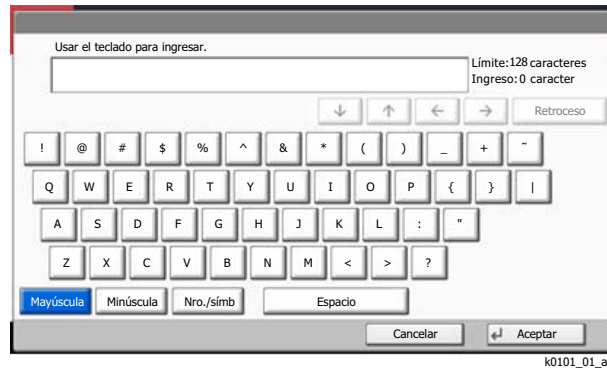 Usar el teclado para ingresar.
Límite:128 caracteres
Ingreso:0 caracter
↓ ↑ ← → Retroceso
! @ # $ % ^ & * ( ) _ + ~
Q W E R T Y U I O P { } |
A S D F G H J K L : "
Z X C V B N M < > ?
Mayúscula Minúscula Nro./símb Espacio
Cancelar Aceptar
k0101_01_a